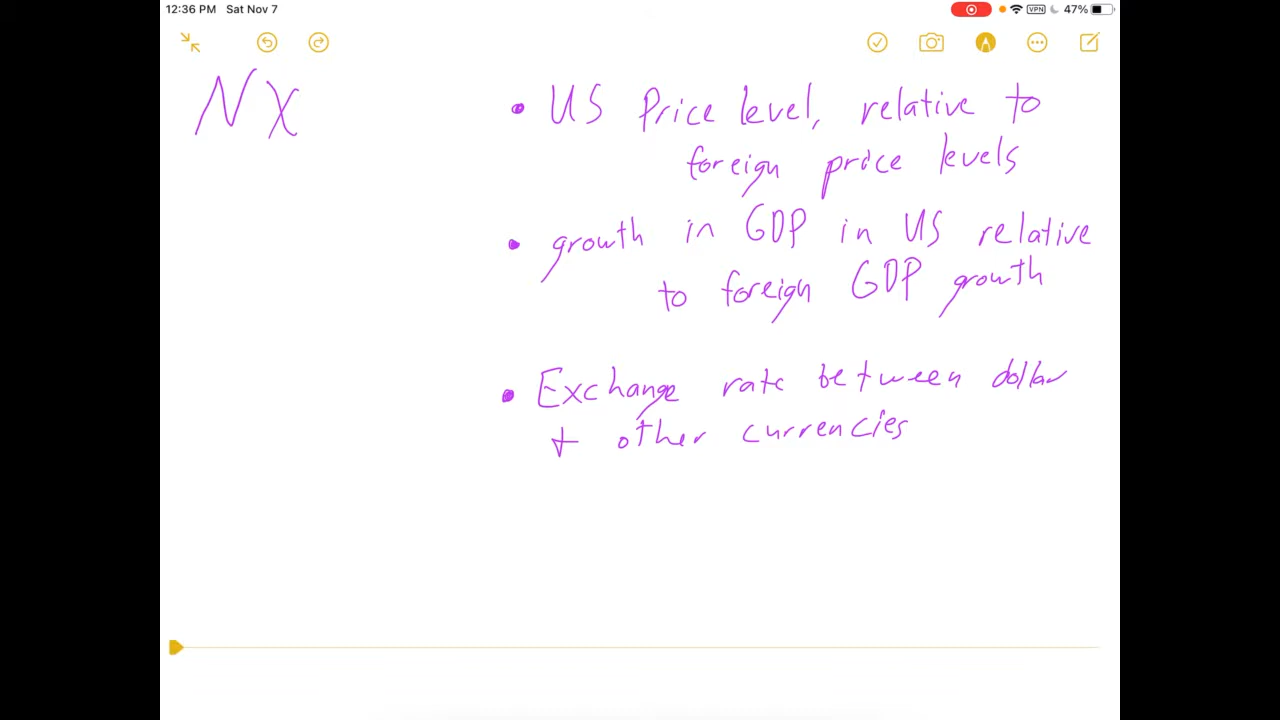 12:36 PM Sat Nov 7
VPN 47%
NX
• US Price level, relative to
foreign price levels
• growth in GDP in US relative
to foreign GDP growth
• Exchange rate between dollar
+ other currencies